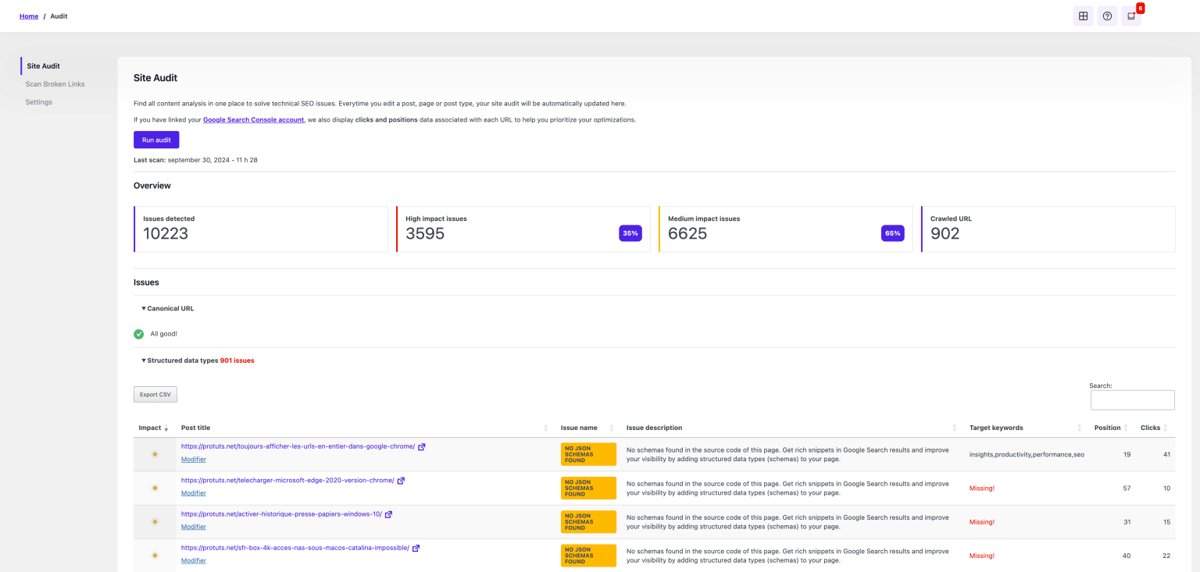 Home / Audit
6
Site Audit
Scan Broken Links
Settings
Site Audit
Find all content analysis in one place to solve technical SEO issues. Everytime you edit a post, page or post type, your site audit will be automatically updated here.
If you have linked your Google Search Console account, we also display clicks and positions data associated with each URL to help you prioritize your optimizations.
Run audit
Last scan: september 30, 2024 - 11 h 28
Overview
Issues detected
10223
High impact issues
3595
35%
Medium impact issues
6625
65%
Crawled URL
902
Issues
▾ Canonical URL
All good!
▾ Structured data types 901 issues
Export CSV
Search:
Impact Post title Issue name Issue description Target keywords Position Clicks
https://protuts.net/toujours-afficher-les-urls-en-entier-dans-google-chrome/
Modifier
NO JSON
SCHEMAS
FOUND
No schemas found in the source code of this page. Get rich snippets in Google Search results and improve
your visibility by adding structured data types (schemas) to your page.
insights,productivity,performance,seo
19
41
https://protuts.net/telecharger-microsoft-edge-2020-version-chrome/
Modifier
NO JSON
SCHEMAS
FOUND
No schemas found in the source code of this page. Get rich snippets in Google Search results and improve
your visibility by adding structured data types (schemas) to your page.
Missing!
57
10
https://protuts.net/activer-historique-presse-papiers-windows-10/
Modifier
NO JSON
SCHEMAS
FOUND
No schemas found in the source code of this page. Get rich snippets in Google Search results and improve
your visibility by adding structured data types (schemas) to your page.
Missing!
31
15
https://protuts.net/sfr-box-4k-acces-nas-sous-macos-catalina-impossible/
Modifier
NO JSON
SCHEMAS
FOUND
No schemas found in the source code of this page. Get rich snippets in Google Search results and improve
your visibility by adding structured data types (schemas) to your page.
Missing!
40
22